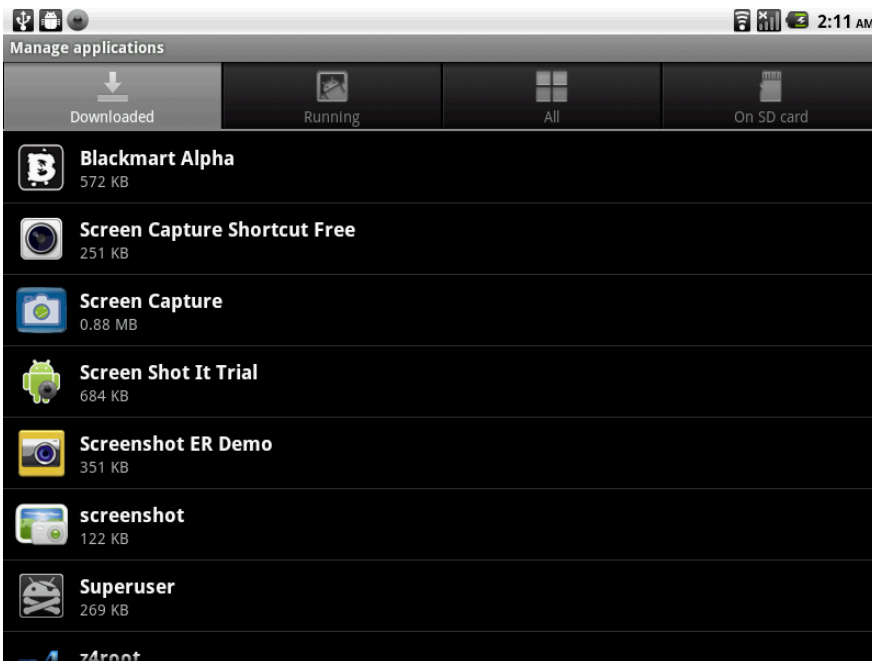 2:11 AM
Manage applications
Downloaded
Running
All
On SD card
Blackmart Alpha
572 KB
Screen Capture Shortcut Free
251 KB
Screen Capture
0.88 MB
Screen Shot It Trial
684 KB
Screenshot ER Demo
351 KB
screenshot
122 KB
Superuser
269 KB
z4root